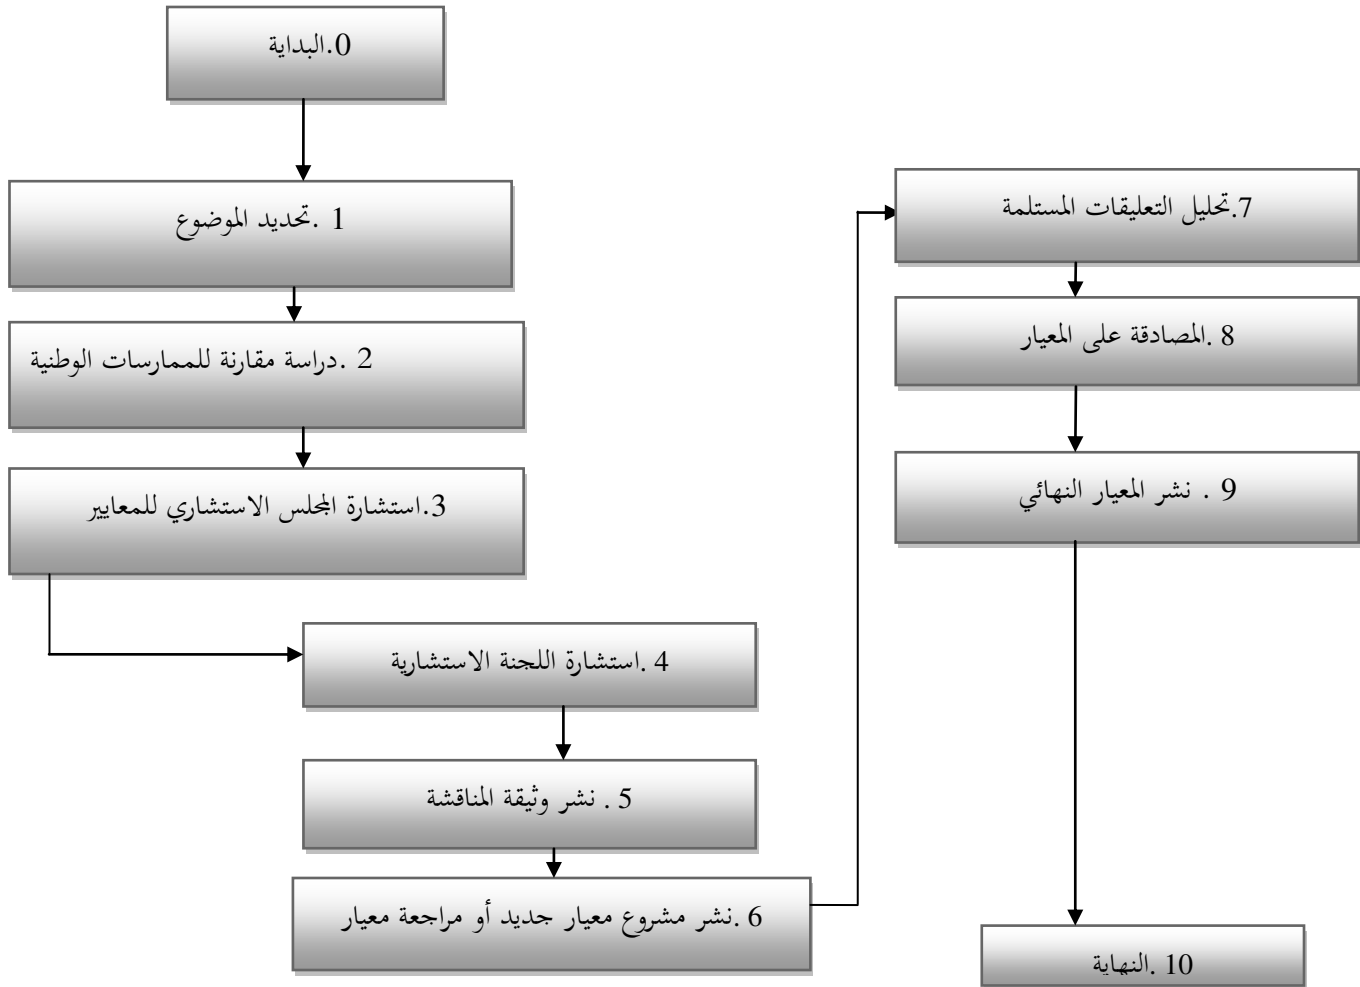 0.البداية
1 .تحديد الموضوع
2 .دراسة مقارنة للممارسات الوطنية
3.استشارة المجلس الاستشاري للمعايير
4 .استشارة اللجنة الاستشارية
5 . نشر وثيقة المناقشة
6 .نشر مشروع معيار جديد أو مراجعة معيار
7.تحليل التعليقات المستلمة
8 .المصادقة على المعيار
9 . نشر المعيار النهائي
10 .النهاية